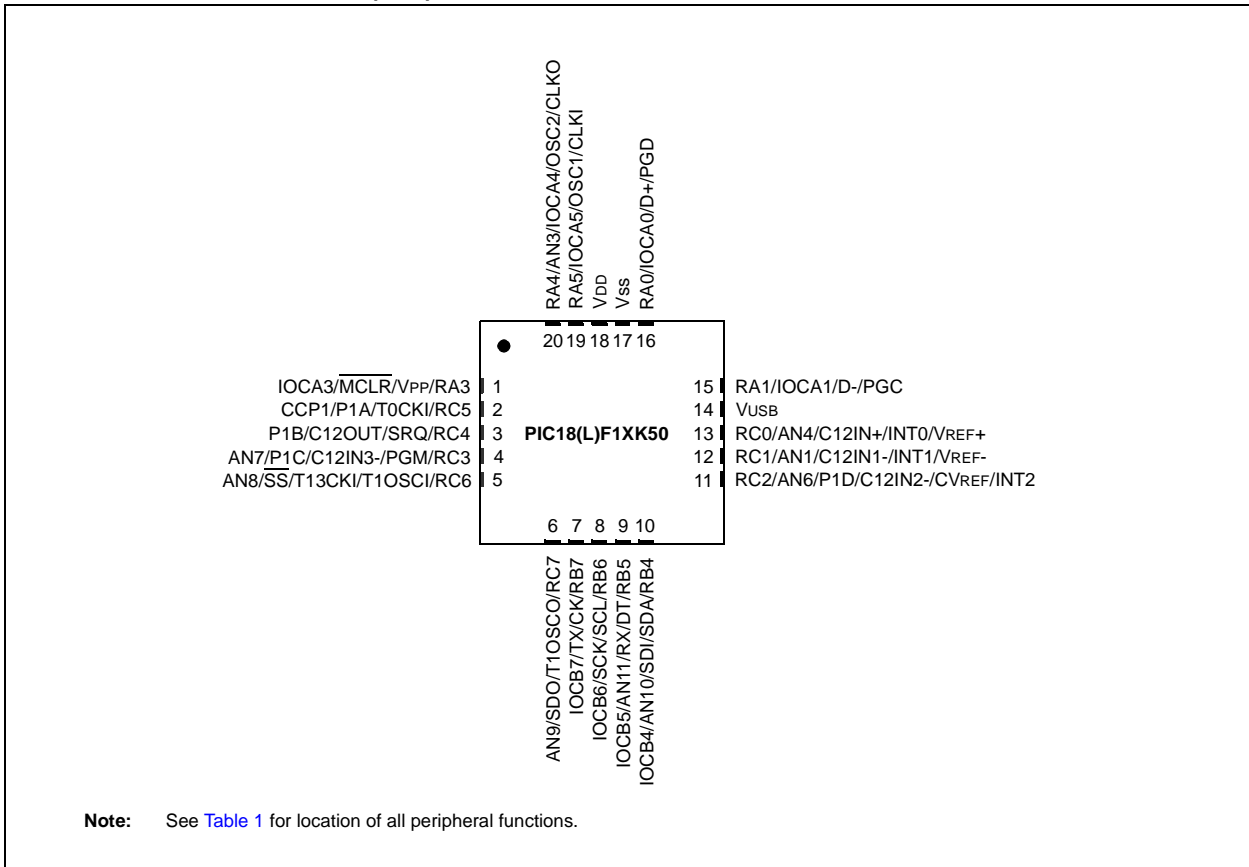 RA4/AN3/IOCA4/OSC2/CLKO
RA5/IOCA5/OSC1/CLKI
VDD
VSS
RA0/IOCA0/D+/PGD
20 19 18 17 16
IOCA3/MCLR/VPP/RA3 1
CCP1/P1A/T0CKI/RC5 2
P1B/C12OUT/SRQ/RC4 3
AN7/P1C/C12IN3-/PGM/RC3 4
AN8/SS/T13CKI/T1OSCI/RC6 5
PIC18(L)F1XK50
15 RA1/IOCA1/D-/PGC
14 VUSB
13 RC0/AN4/C12IN+/INT0/VREF+
12 RC1/AN1/C12IN1-/INT1/VREF-
11 RC2/AN6/P1D/C12IN2-/CVREF/INT2
6 7 8 9 10
AN9/SDO/T1OSCO/RC7
IOCB7/TX/CK/RB7
IOCB6/SCK/SCL/RB6
IOCB5/AN11/RX/DT/RB5
IOCB4/AN10/SDI/SDA/RB4
Note: See Table 1 for location of all peripheral functions.